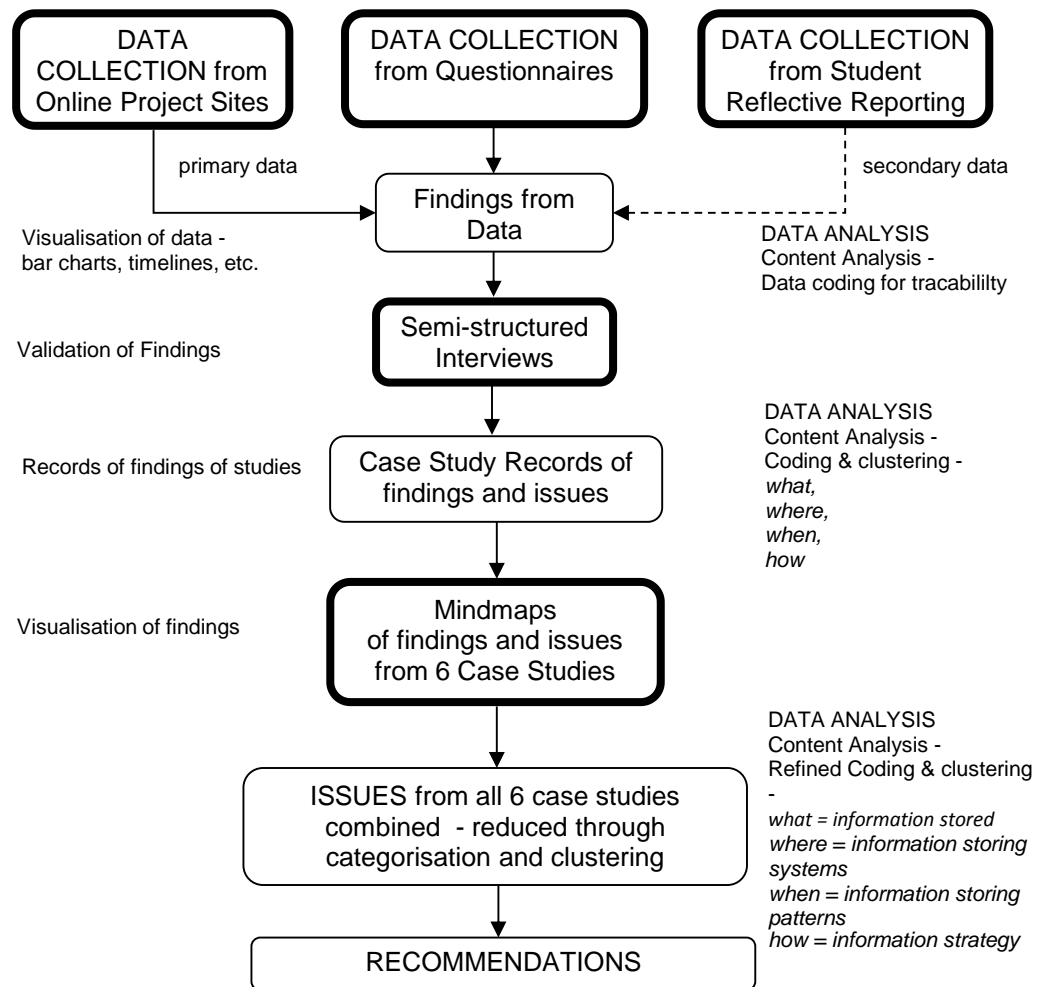 DATA
COLLECTION from
Online Project Sites
DATA COLLECTION
from Questionnaires
DATA COLLECTION
from Student
Reflective Reporting
primary data
secondary data
Findings from
Data
Visualisation of data -
bar charts, timelines, etc.
DATA ANALYSIS
Content Analysis -
Data coding for tracabililty
Semi-structured
Interviews
Validation of Findings
Case Study Records of
findings and issues
Records of findings of studies
DATA ANALYSIS
Content Analysis -
Coding & clustering -
what,
where,
when,
how
Mindmaps
of findings and issues
from 6 Case Studies
Visualisation of findings
ISSUES from all 6 case studies
combined - reduced through
categorisation and clustering
DATA ANALYSIS
Content Analysis -
Refined Coding & clustering
-
what = information stored
where = information storing
systems
when = information storing
patterns
how = information strategy
RECOMMENDATIONS